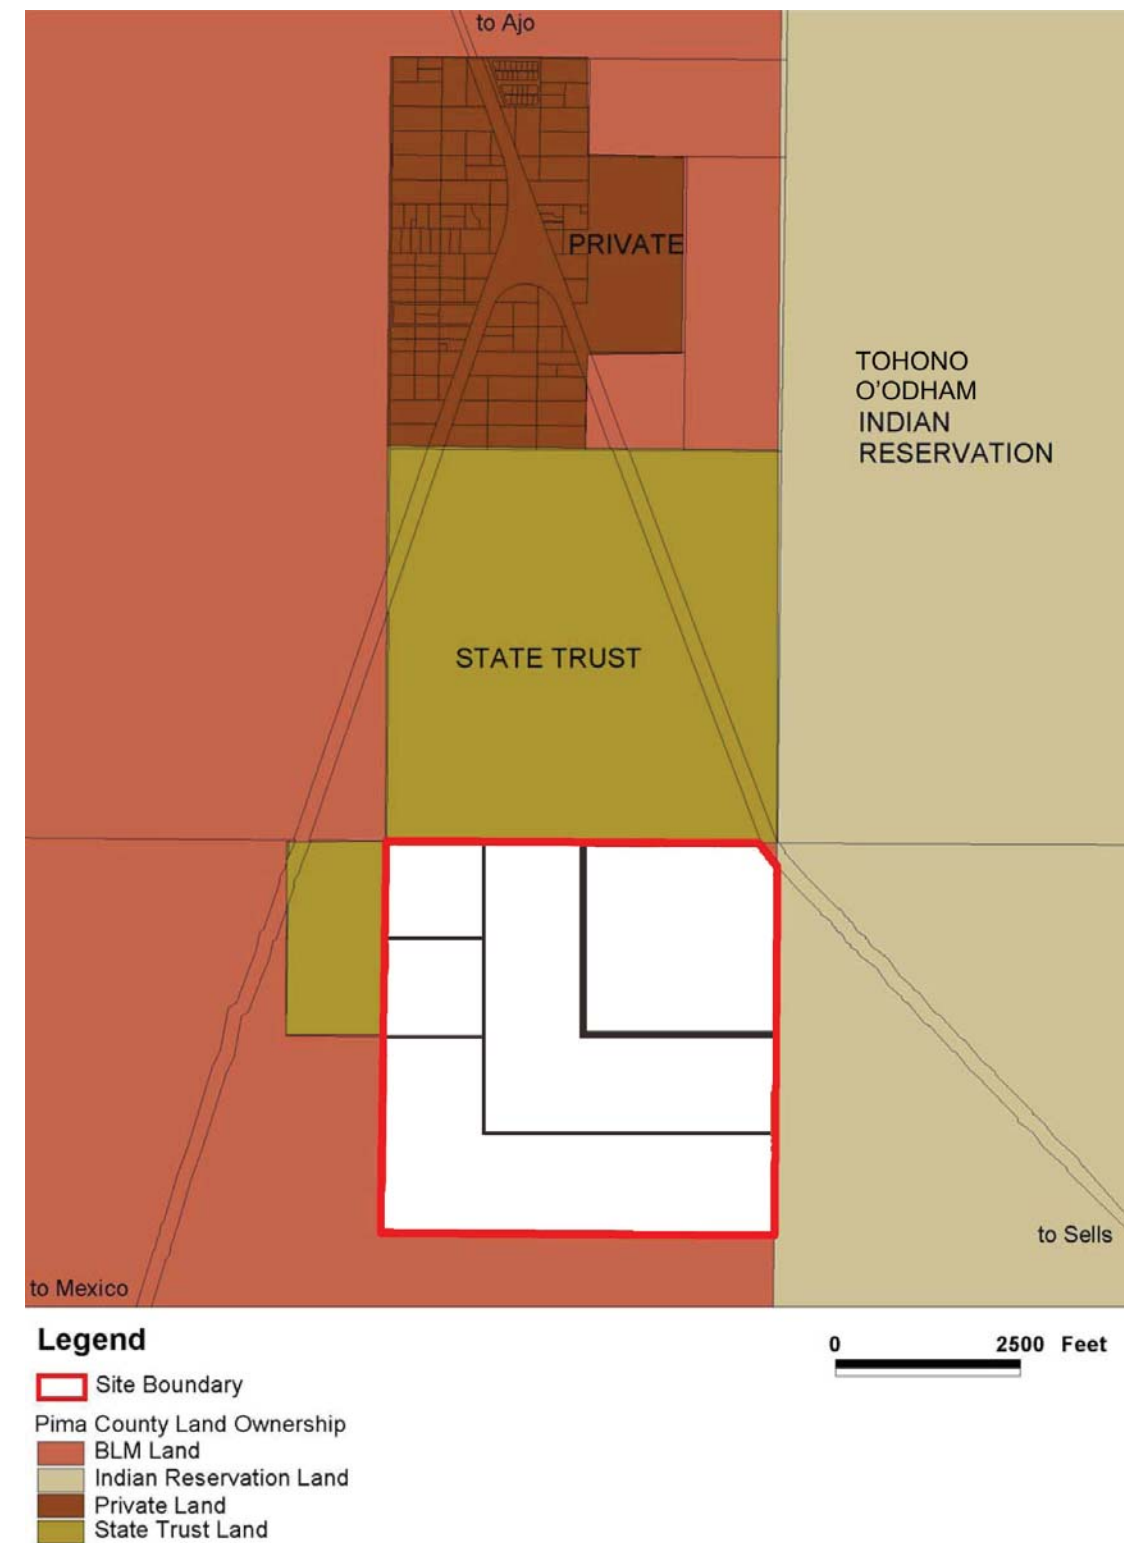 to Ajo
PRIVATE
TOHONO
O'ODHAM
INDIAN
RESERVATION
STATE TRUST
to Sells
to Mexico
Legend
0 2500 Feet
Site Boundary
Pima County Land Ownership
BLM Land
Indian Reservation Land
Private Land
State Trust Land